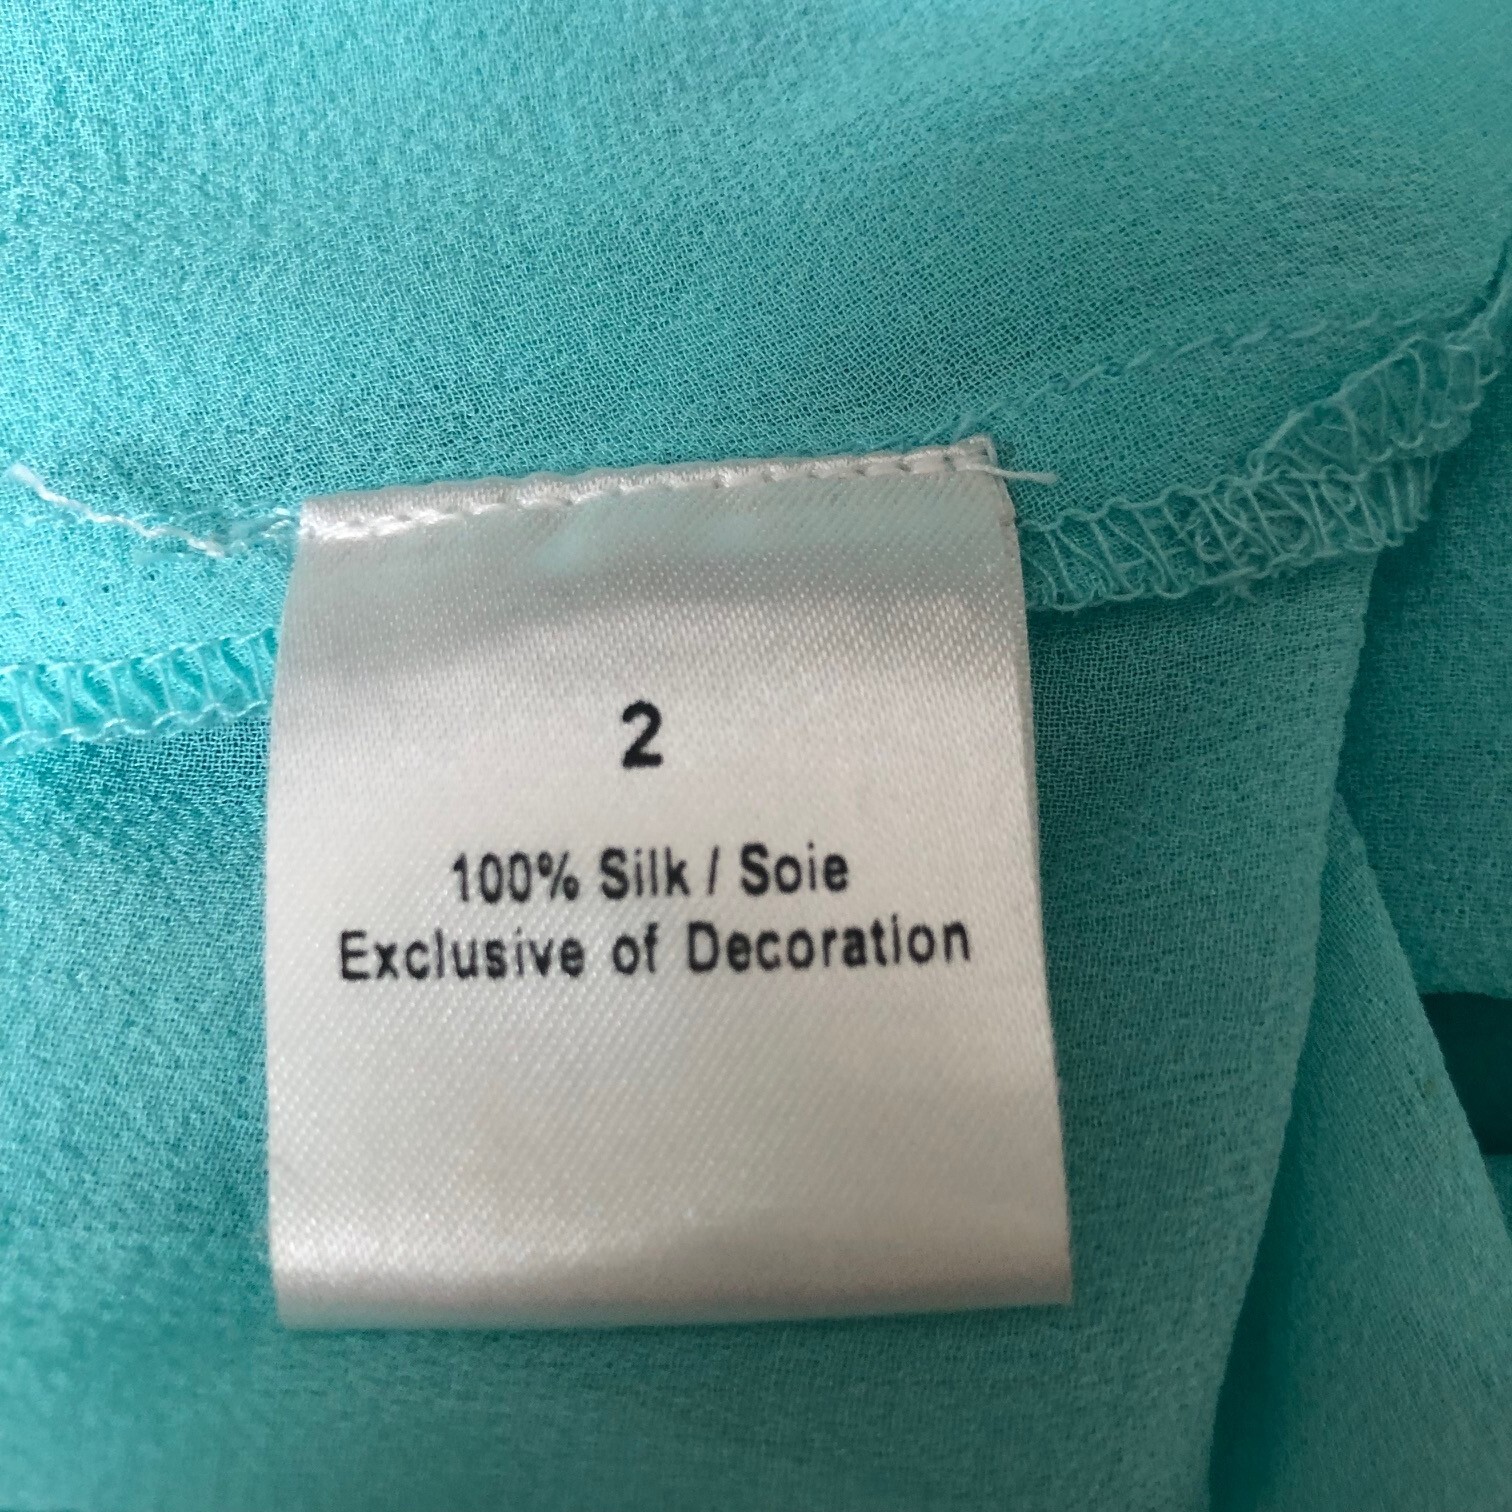 2
100% Silk / Soie
Exclusive of Decoration